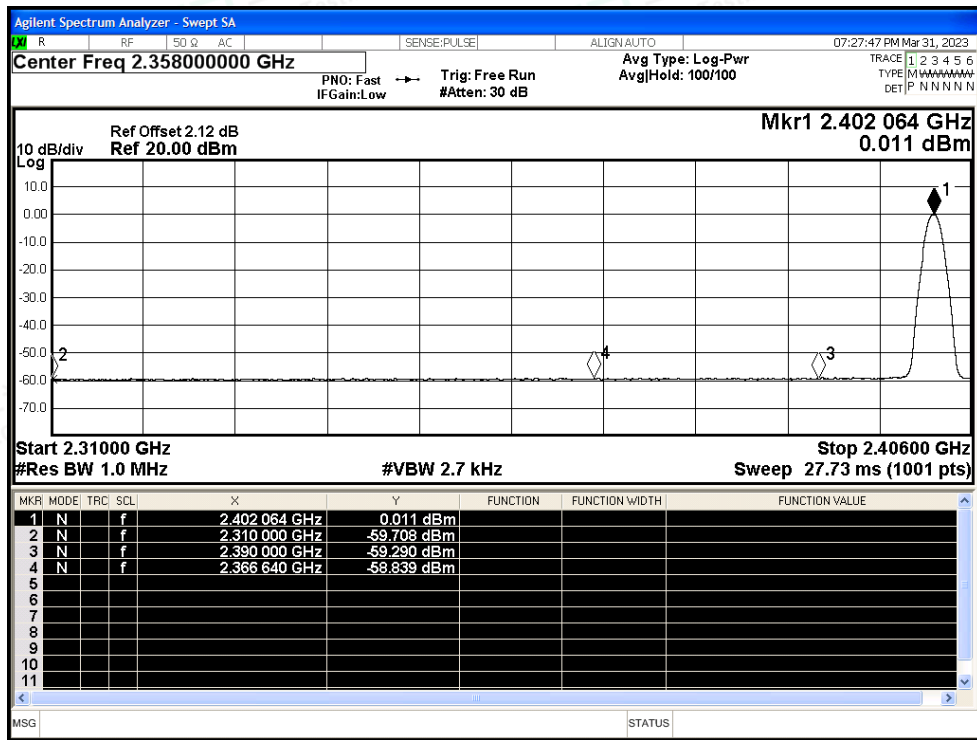 Agilent Spectrum Analyzer - Swept SA
LXI R RF 50 Ω AC SENSE:PULSE ALIGN AUTO 07:27:47 PM Mar 31, 2023
Center Freq 2.358000000 GHz
PNO: Fast
IFGain:Low
Trig: Free Run
#Atten: 30 dB
Avg Type: Log-Pwr
Avg|Hold: 100/100
TRACE 1 2 3 4 5 6
TYPE M WWWWW
DET P N N N N N
Ref Offset 2.12 dB
10 dB/div Ref 20.00 dBm
Log
Mkr1 2.402 064 GHz
0.011 dBm
10.0
0.00
-10.0
-20.0
-30.0
-40.0
-50.0
-60.0
-70.0
1
2
4
3
Start 2.31000 GHz Stop 2.40600 GHz
#Res BW 1.0 MHz #VBW 2.7 kHz Sweep 27.73 ms (1001 pts)
MKR MODE TRC SCL X Y FUNCTION FUNCTION WIDTH FUNCTION VALUE
1 N f 2.402 064 GHz 0.011 dBm
2 N f 2.310 000 GHz -59.708 dBm
3 N f 2.390 000 GHz -59.290 dBm
4 N f 2.366 640 GHz -58.839 dBm
5
6
7
8
9
10
11
MSG STATUS